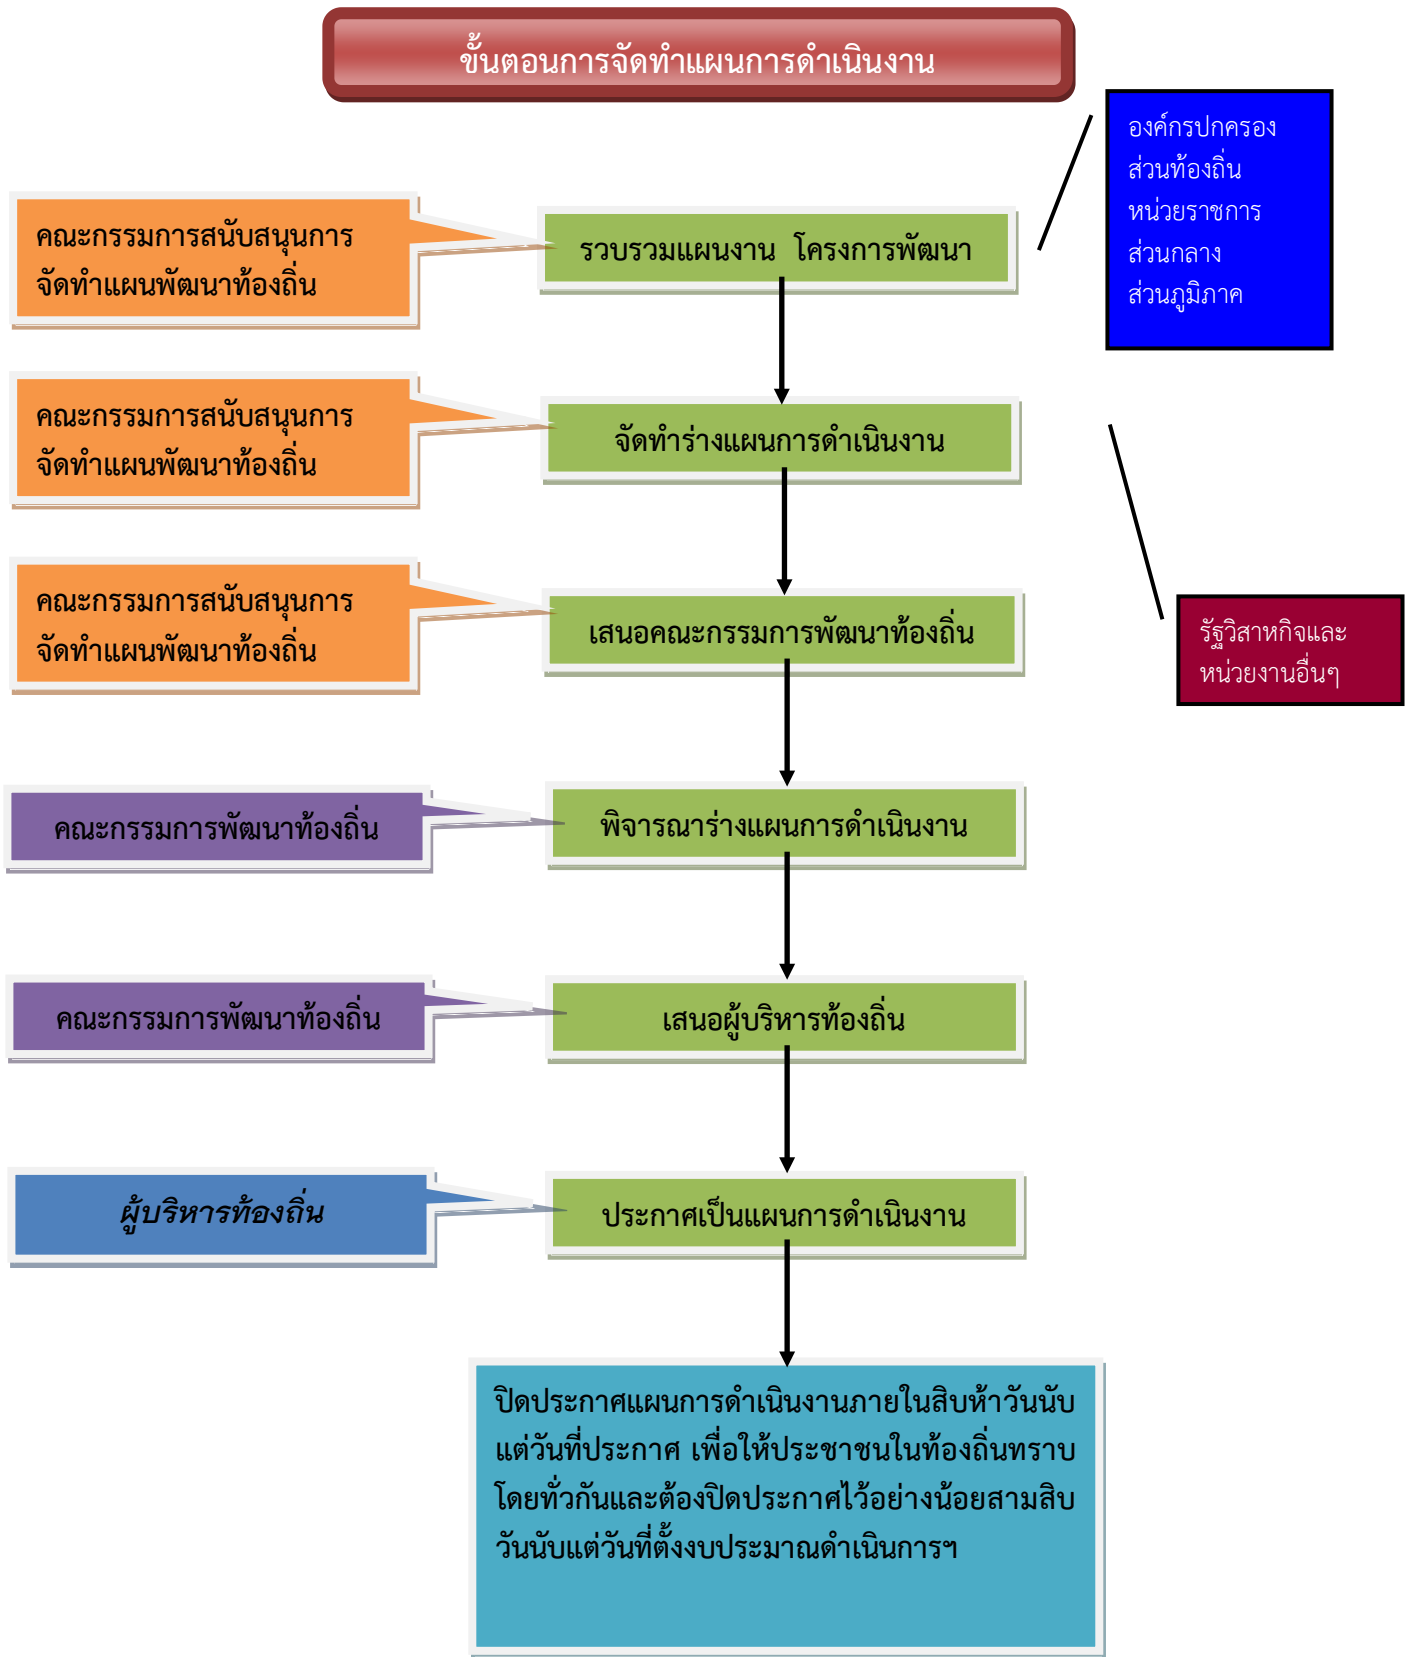 ขั้นตอนการจัดทำแผนการดำเนินงาน
องค์กรปกครอง
ส่วนท้องถิ่น
หน่วยราชการ
ส่วนกลาง
ส่วนภูมิภาค
คณะกรรมการสนับสนุนการ
จัดทำแผนพัฒนาท้องถิ่น
รวบรวมแผนงาน โครงการพัฒนา
คณะกรรมการสนับสนุนการ
จัดทำแผนพัฒนาท้องถิ่น
จัดทำร่างแผนการดำเนินงาน
คณะกรรมการสนับสนุนการ
จัดทำแผนพัฒนาท้องถิ่น
เสนอคณะกรรมการพัฒนาท้องถิ่น
รัฐวิสาหกิจและ
หน่วยงานอื่นๆ
คณะกรรมการพัฒนาท้องถิ่น
พิจารณาร่างแผนการดำเนินงาน
คณะกรรมการพัฒนาท้องถิ่น
เสนอผู้บริหารท้องถิ่น
ผู้บริหารท้องถิ่น
ประกาศเป็นแผนการดำเนินงาน
ปิดประกาศแผนการดำเนินงานภายในสิบห้าวันนับ
แต่วันที่ประกาศ เพื่อให้ประชาชนในท้องถิ่นทราบ
โดยทั่วกันและต้องปิดประกาศไว้อย่างน้อยสามสิบ
วันนับแต่วันที่ตั้งงบประมาณดำเนินการฯ